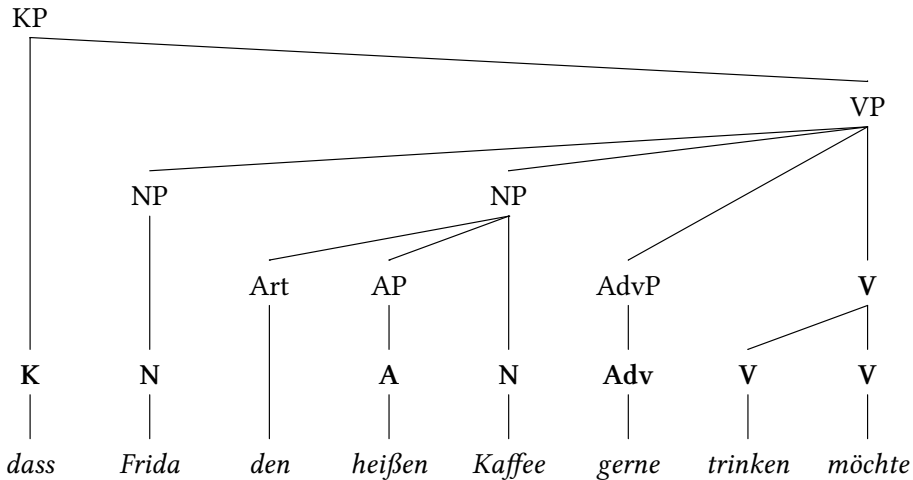 KP
VP
NP NP
Art AP AdvP V
K N A N Adv V V
dass Frida den heißen Kaffee gerne trinken möchte